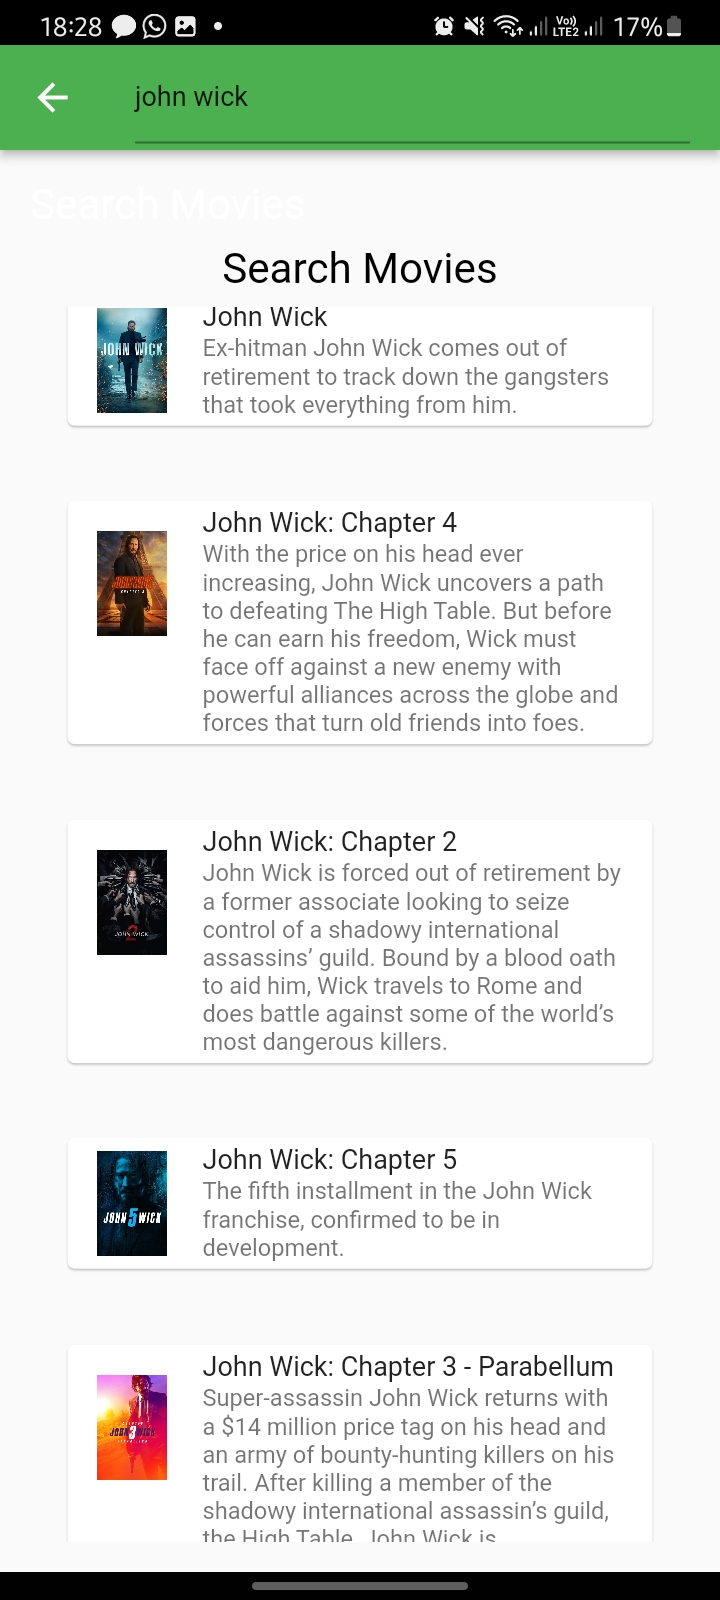 18:28
Vo))
LTE2
17%
john wick
Search Movies
Search Movies
John Wick
JOHN WICK
Ex-hitman John Wick comes out of
retirement to track down the gangsters
that took everything from him.
John Wick: Chapter 4
With the price on his head ever
increasing, John Wick uncovers a path
to defeating The High Table. But before
he can earn his freedom, Wick must
face off against a new enemy with
powerful alliances across the globe and
forces that turn old friends into foes.
John Wick: Chapter 2
John Wick is forced out of retirement by
a former associate looking to seize
control of a shadowy international
assassins’ guild. Bound by a blood oath
to aid him, Wick travels to Rome and
does battle against some of the world’s
most dangerous killers.
JOHN WICK
2
John Wick: Chapter 5
The fifth installment in the John Wick
franchise, confirmed to be in
development.
JOHN 5 WICK
John Wick: Chapter 3 - Parabellum
Super-assassin John Wick returns with
a $14 million price tag on his head and
an army of bounty-hunting killers on his
trail. After killing a member of the
shadowy international assassin’s guild,
the High Table, John Wick is
JOHN 3 WICK